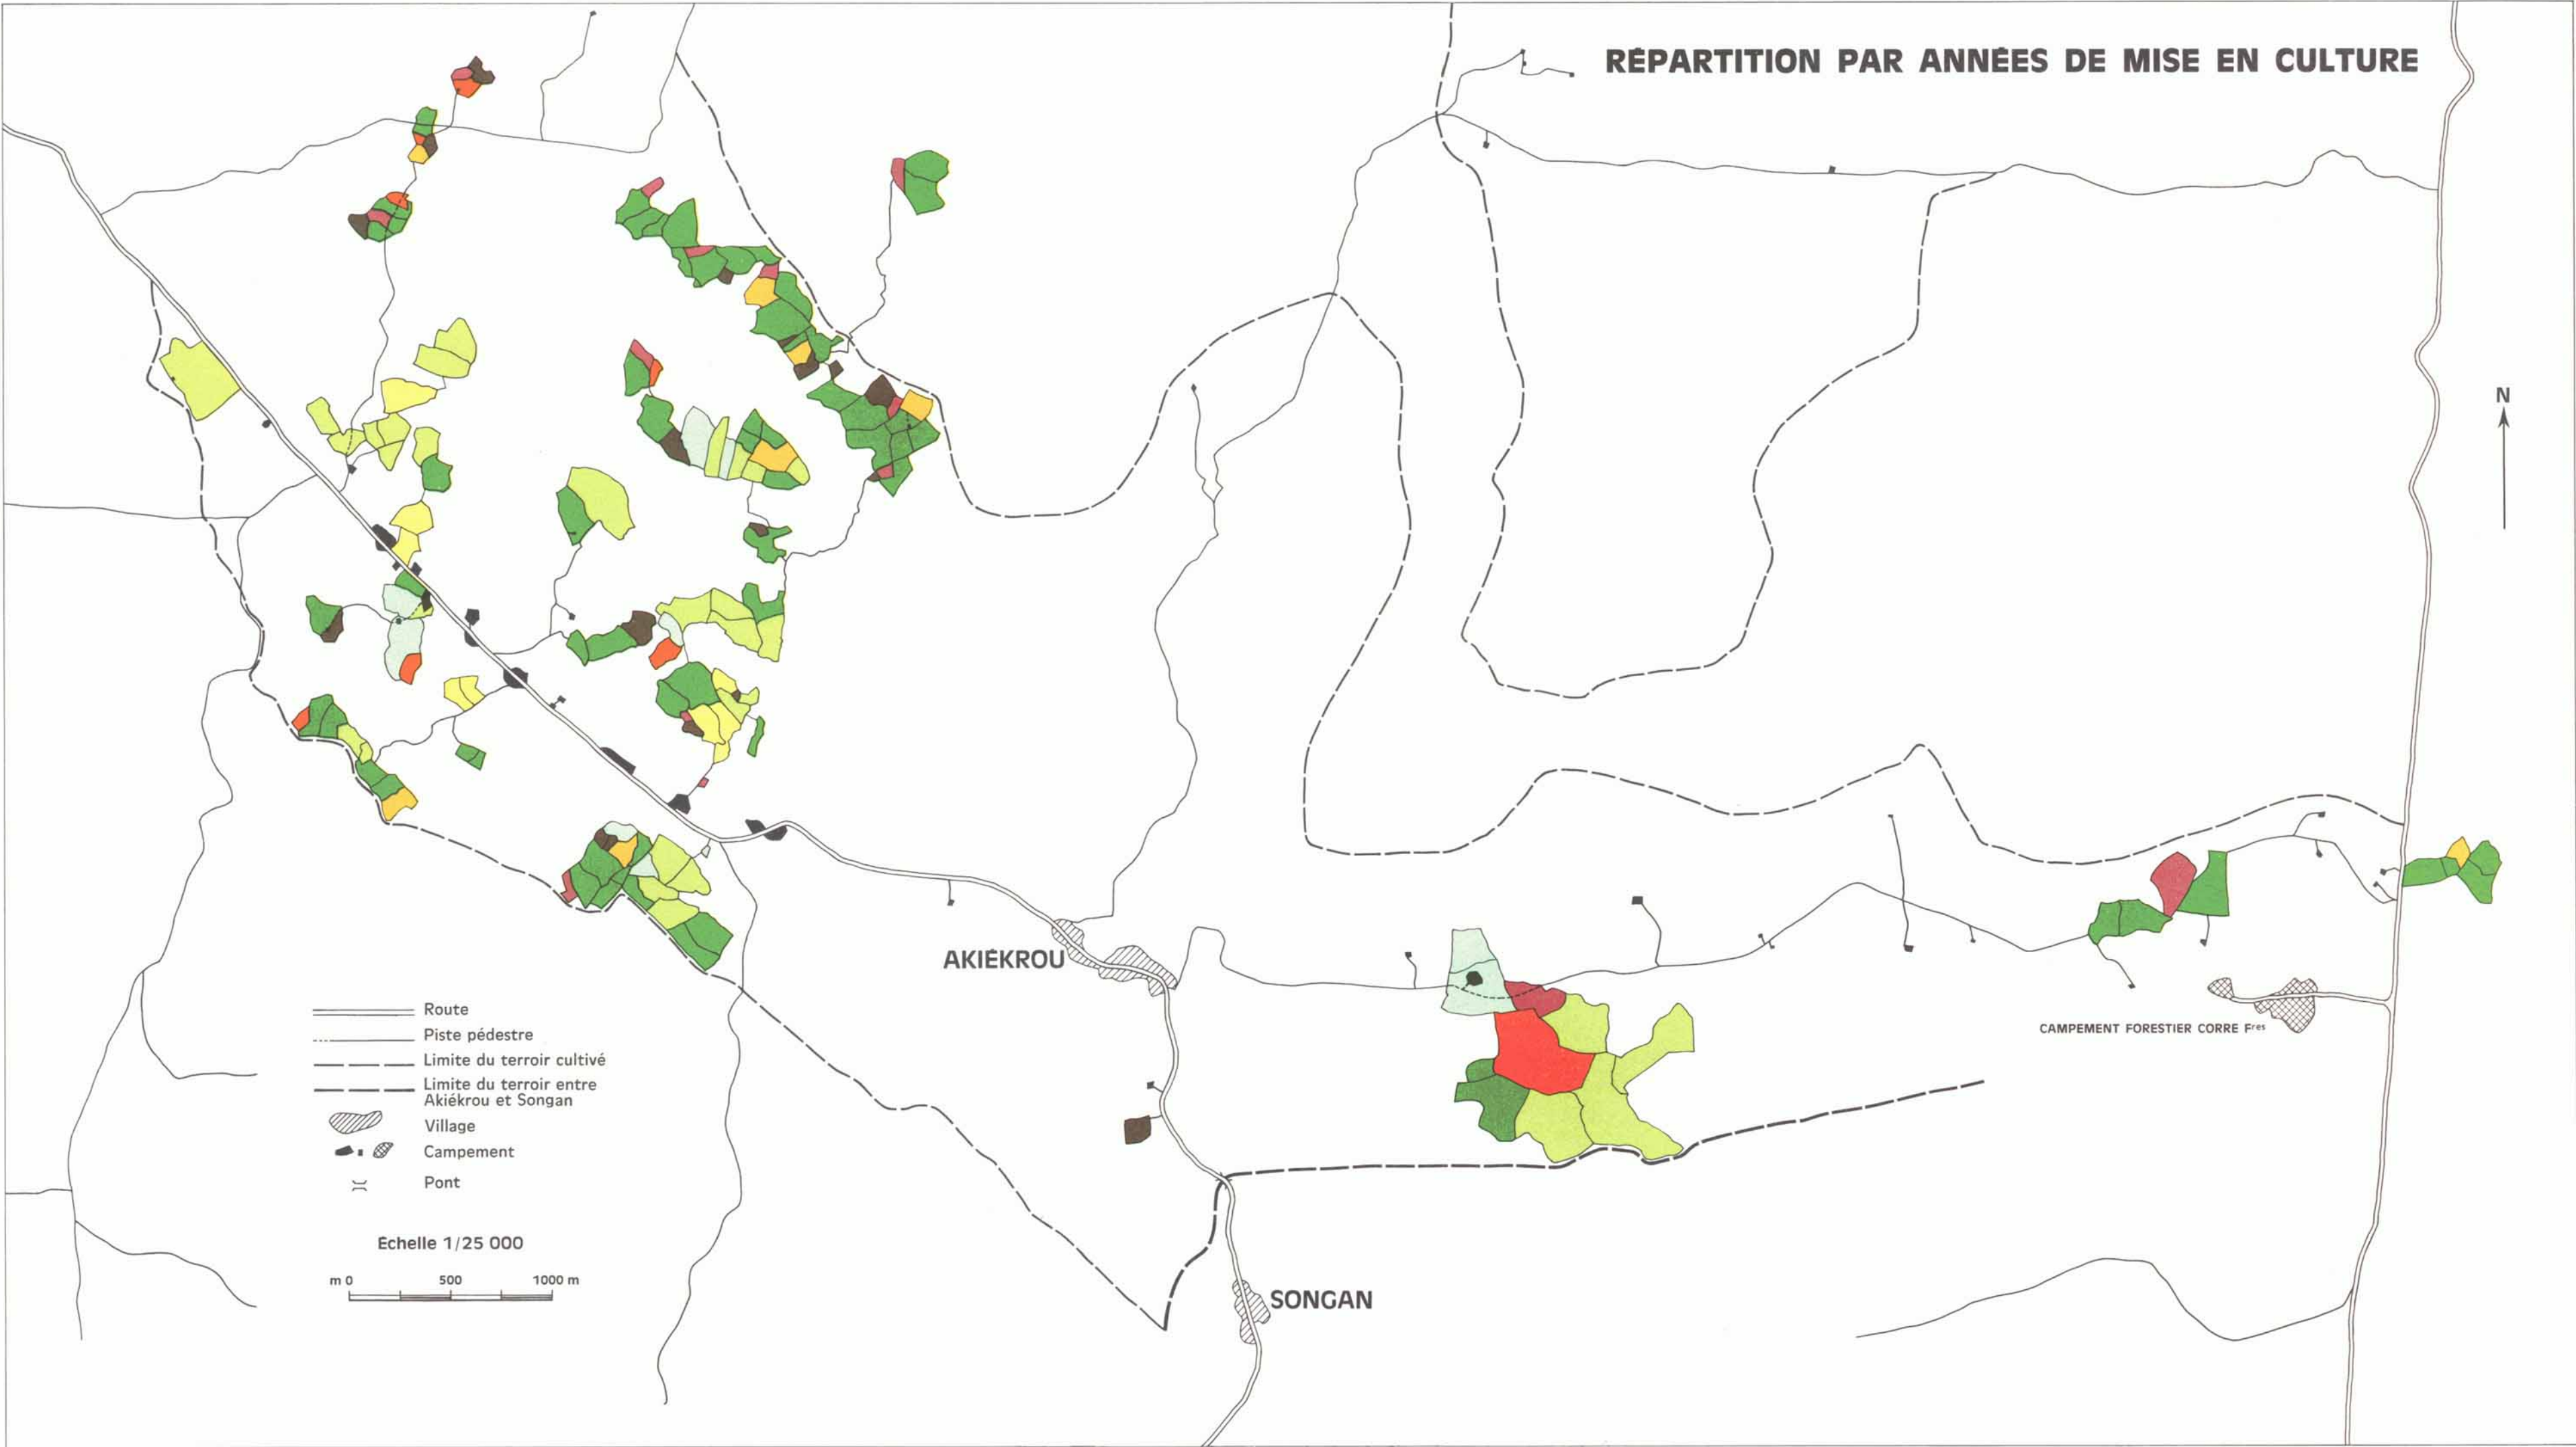 RÉPARTITION PAR ANNÉES DE MISE EN CULTURE
N
AKIÉKROU
CAMPEMENT FORESTIER CORRE Fres
Route
Piste pédestre
Limite du terroir cultivé
Limite du terroir entre
Akiékrou et Songan
Village
Campement
Pont
Echelle 1/25 000
m 0 500 1000 m
SONGAN